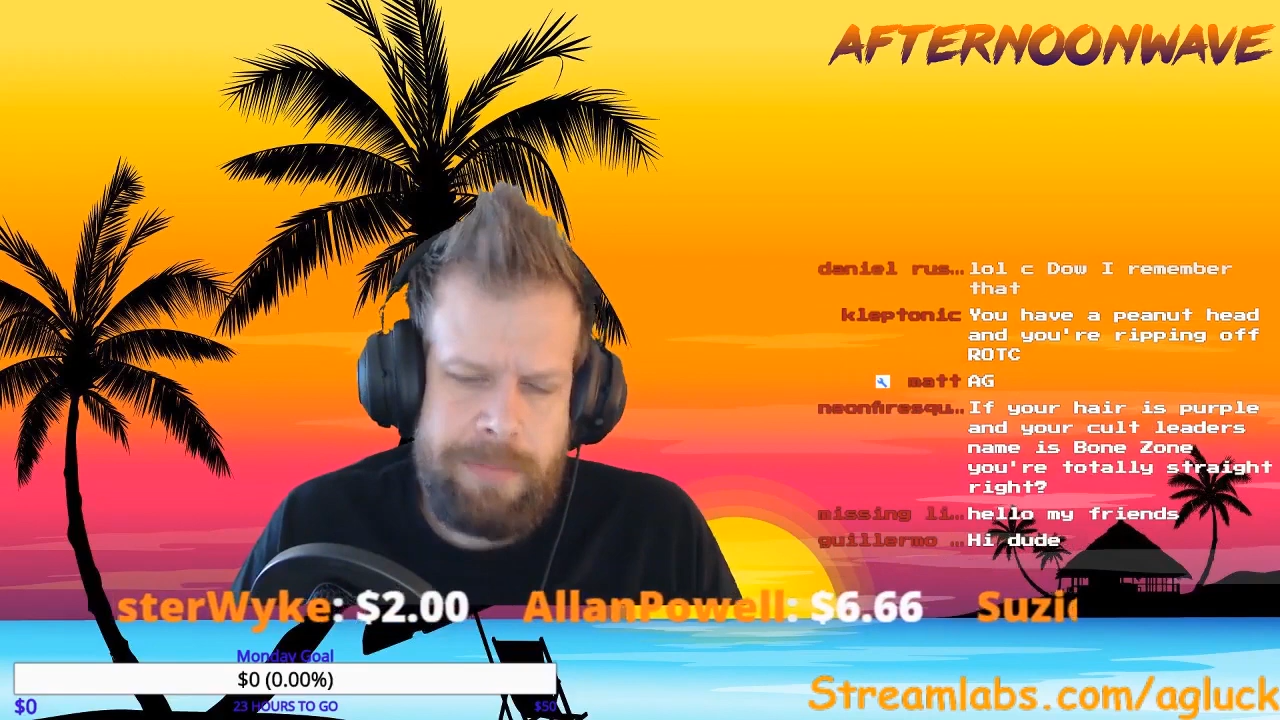 AFTERNOONWAVE
daniel rus… lol c Dow I remember
that
kleptonic You have a peanut head
and you're ripping off
ROTC
matt AG
neonfiresqu… If your hair is purple
and your cult leaders
name is Bone Zone
you're totally straight
right?
missing li… hello my friends
guillermo … Hi dude
sterWyke: $2.00 AllanPowell: $6.66
Monday Goal
$0 (0.00%)
$0 23 HOURS TO GO $50
Streamlabs.com/agluck